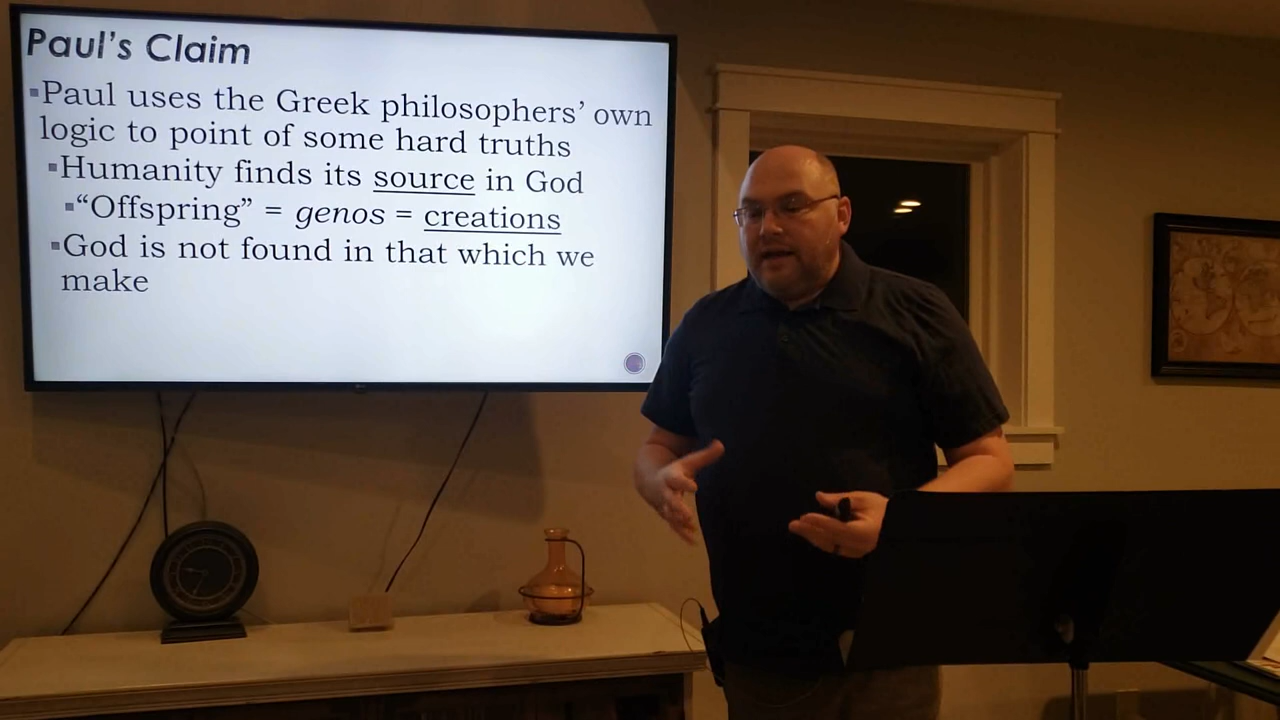 Paul's Claim
▪Paul uses the Greek philosophers' own
logic to point of some hard truths
▪Humanity finds its source in God
▪"Offspring" = genos = creations
▪God is not found in that which we
make